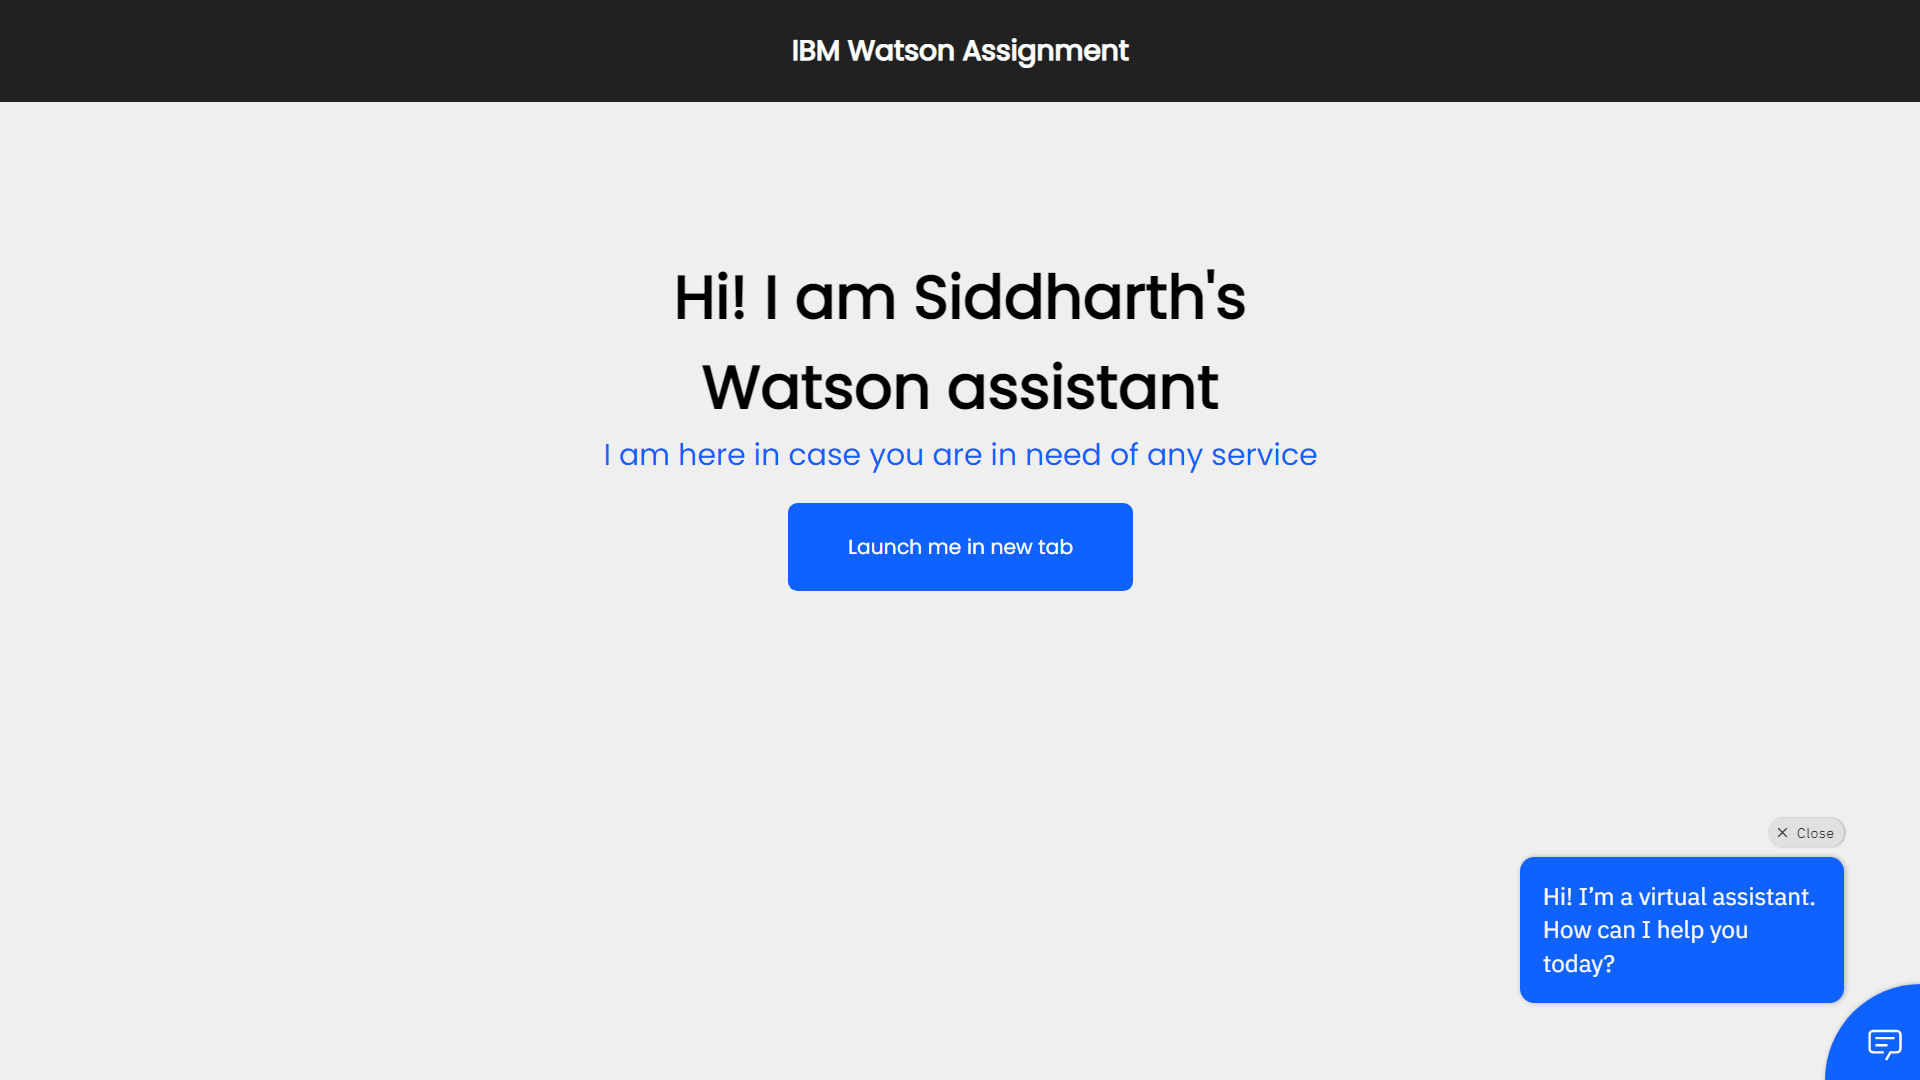 IBM Watson Assignment
Hi! I am Siddharth's
Watson assistant
I am here in case you are in need of any service
Launch me in new tab
Close
Hi! I’m a virtual assistant.
How can I help you
today?